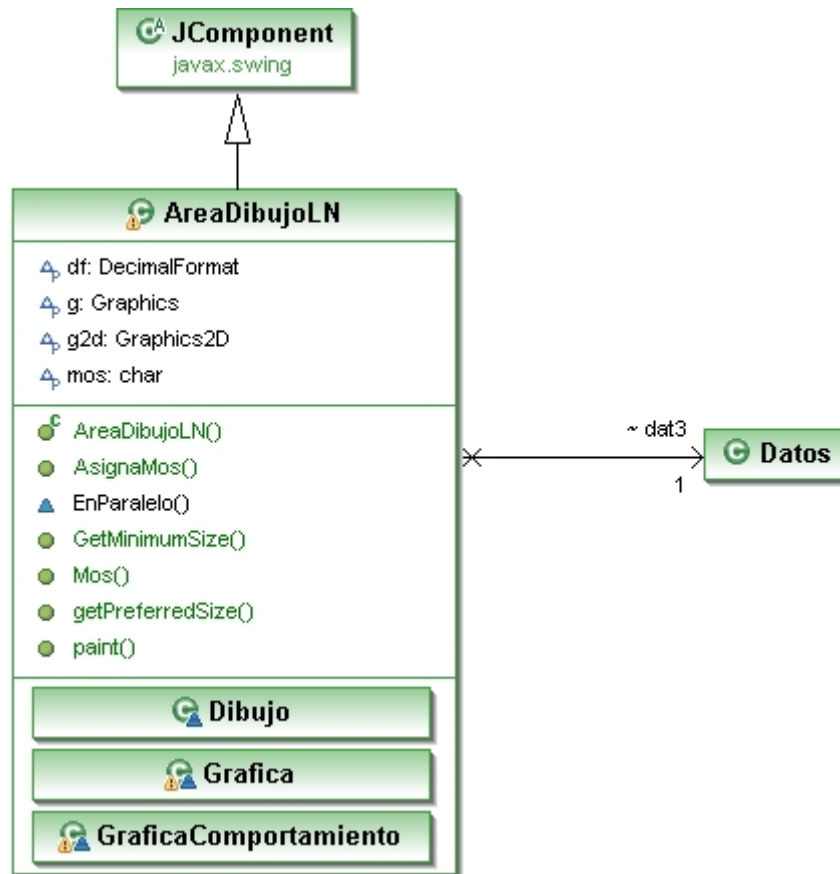 JComponent
javax.swing
AreaDibujoLN
df: DecimalFormat
g: Graphics
g2d: Graphics2D
mos: char
AreaDibujoLN()
AsignaMos()
EnParalelo()
GetMinimumSize()
Mos()
getPreferredSize()
paint()
Dibujo
Grafica
GraficaComportamiento
~ dat3
1
Datos